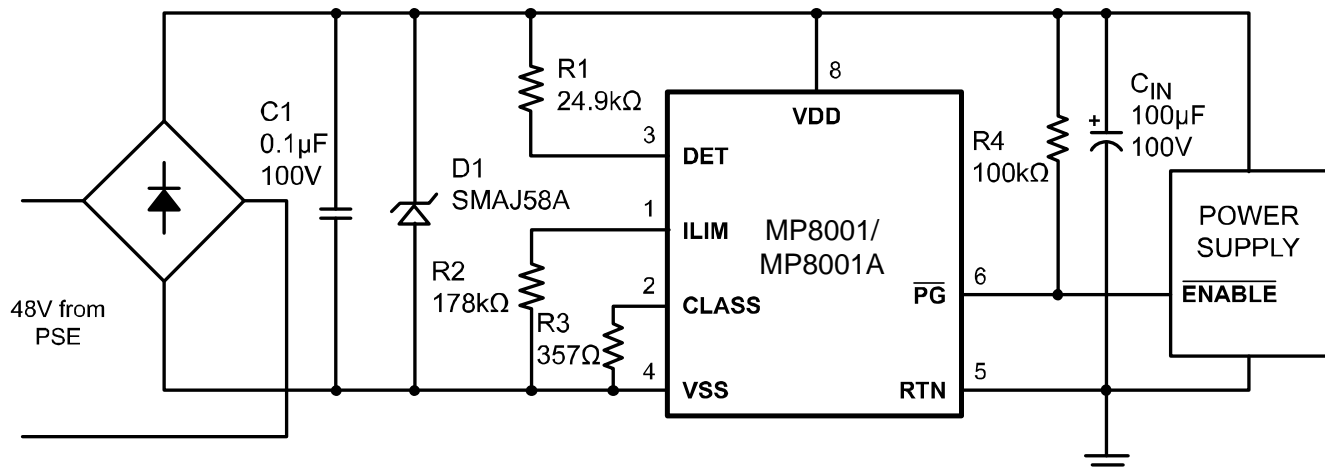 8
VDD
R1
24.9kΩ
C1
0.1µF
100V
3
DET
D1
SMAJ58A
CIN
100µF
100V
+
R4
100kΩ
1
ILIM
MP8001/
MP8001A
POWER
SUPPLY
R2
178kΩ
2
CLASS
PG
6
ENABLE
48V from
PSE
R3
357Ω
4
VSS
RTN
5